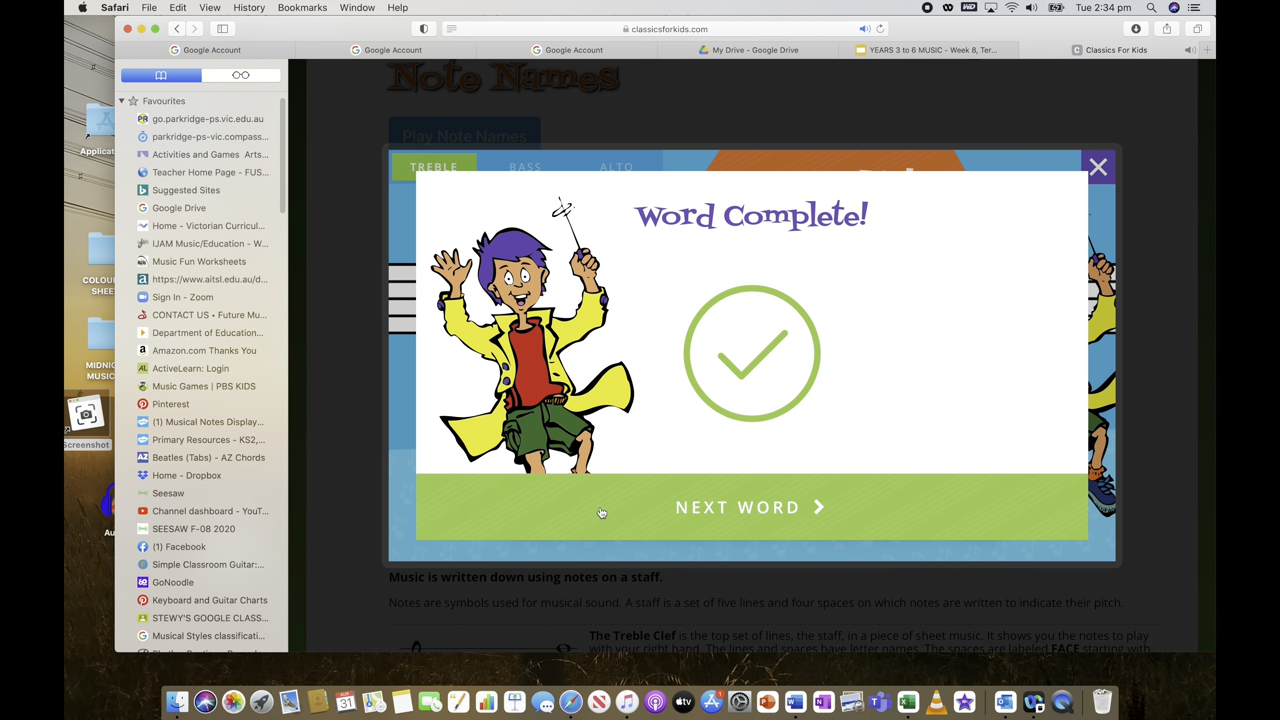 Safari File Edit View History Bookmarks Window Help
Tue 2:34 pm
classicsforkids.com
Google Account
Google Account
Google Account
My Drive - Google Drive
YEARS 3 to 6 MUSIC - Week 8, Ter...
Classics For Kids
Favourites
go.parkridge-ps.vic.edu.au
parkridge-ps-vic.compass...
Activities and Games Arts...
Teacher Home Page - FUS...
Suggested Sites
Google Drive
Home - Victorian Curricul...
IJAM Music/Education - W...
Music Fun Worksheets
https://www.aitsl.edu.au/d...
Sign In - Zoom
CONTACT US • Future Mu...
Department of Education...
Amazon.com Thanks You
ActiveLearn: Login
Music Games | PBS KIDS
Pinterest
(1) Musical Notes Display...
Primary Resources - KS2,...
Beatles (Tabs) - AZ Chords
Home - Dropbox
Seesaw
Channel dashboard - YouT...
SEESAW F-08 2020
(1) Facebook
Simple Classroom Guitar:...
GoNoodle
Keyboard and Guitar Charts
STEWY'S GOOGLE CLASS...
Musical Styles classificati...
Applicat
COLOU
SHEE
MIDNIG
MUSIC
Screenshot
Au
Note Names
Play Note Names
TREBLE BASS ALTO
Word Complete!
NEXT WORD
Music is written down using notes on a staff.
Notes are symbols used for musical sound. A staff is a set of five lines and four spaces on which notes are written to indicate their pitch.
The Treble Clef is the top set of lines, the staff, in a piece of sheet music. It shows you the notes to play
with your right hand. The lines and spaces have letter names. The spaces are labeled FACE starting with